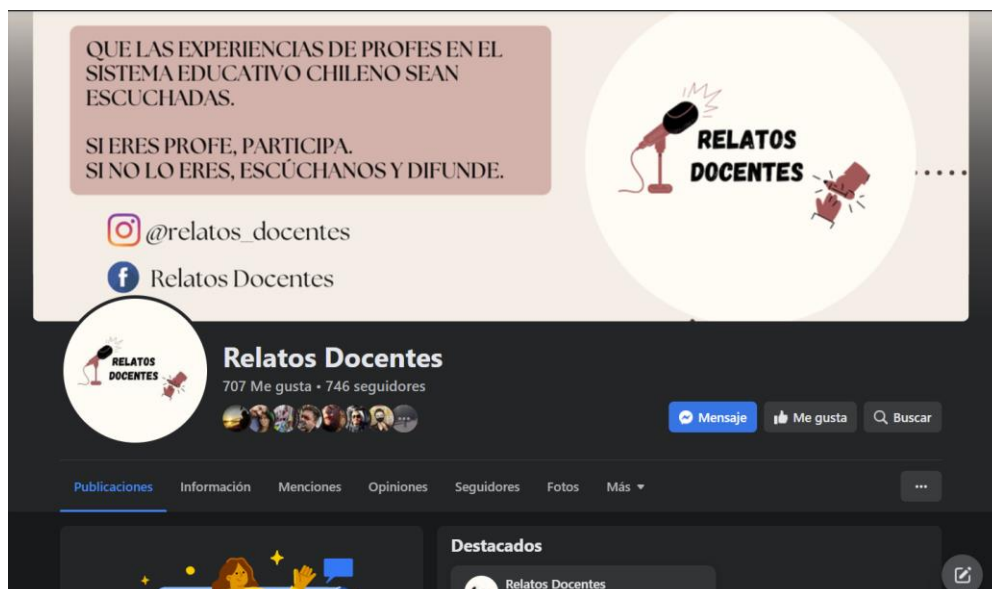 QUE LAS EXPERIENCIAS DE PROFES EN EL
SISTEMA EDUCATIVO CHILENO SEAN
ESCUCHADAS.
SI ERES PROFE, PARTICIPA.
SI NO LO ERES, ESCÚCHANOS Y DIFUNDE.
@relatos_docentes
Relatos Docentes
RELATOS
DOCENTES
RELATOS
DOCENTES
Relatos Docentes
707 Me gusta • 746 seguidores
Mensaje
Me gusta
Buscar
Publicaciones
Información
Menciones
Opiniones
Seguidores
Fotos
Más
Destacados
Relatos Docentes